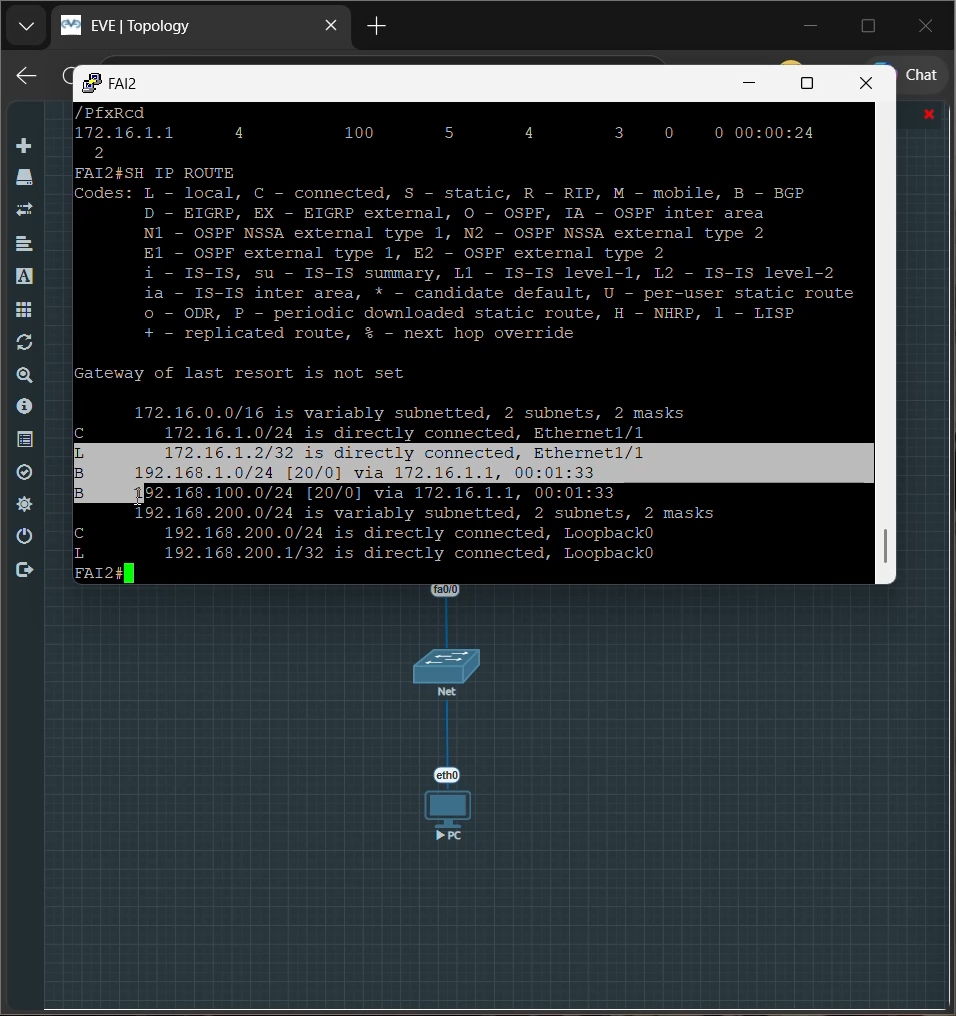 EVE | Topology
Chat
FAI2
/PfxRcd
172.16.1.1      4          100       5       4       3    0    0 00:00:24
  2
FAI2#SH IP ROUTE
Codes: L - local, C - connected, S - static, R - RIP, M - mobile, B - BGP
       D - EIGRP, EX - EIGRP external, O - OSPF, IA - OSPF inter area
       N1 - OSPF NSSA external type 1, N2 - OSPF NSSA external type 2
       E1 - OSPF external type 1, E2 - OSPF external type 2
       i - IS-IS, su - IS-IS summary, L1 - IS-IS level-1, L2 - IS-IS level-2
       ia - IS-IS inter area, * - candidate default, U - per-user static route
       o - ODR, P - periodic downloaded static route, H - NHRP, l - LISP
       + - replicated route, % - next hop override
Gateway of last resort is not set
      172.16.0.0/16 is variably subnetted, 2 subnets, 2 masks
C        172.16.1.0/24 is directly connected, Ethernet1/1
L        172.16.1.2/32 is directly connected, Ethernet1/1
B     192.168.1.0/24 [20/0] via 172.16.1.1, 00:01:33
B     192.168.100.0/24 [20/0] via 172.16.1.1, 00:01:33
      192.168.200.0/24 is variably subnetted, 2 subnets, 2 masks
C        192.168.200.0/24 is directly connected, Loopback0
L        192.168.200.1/32 is directly connected, Loopback0
FAI2#
fa0/0
Net
eth0
PC